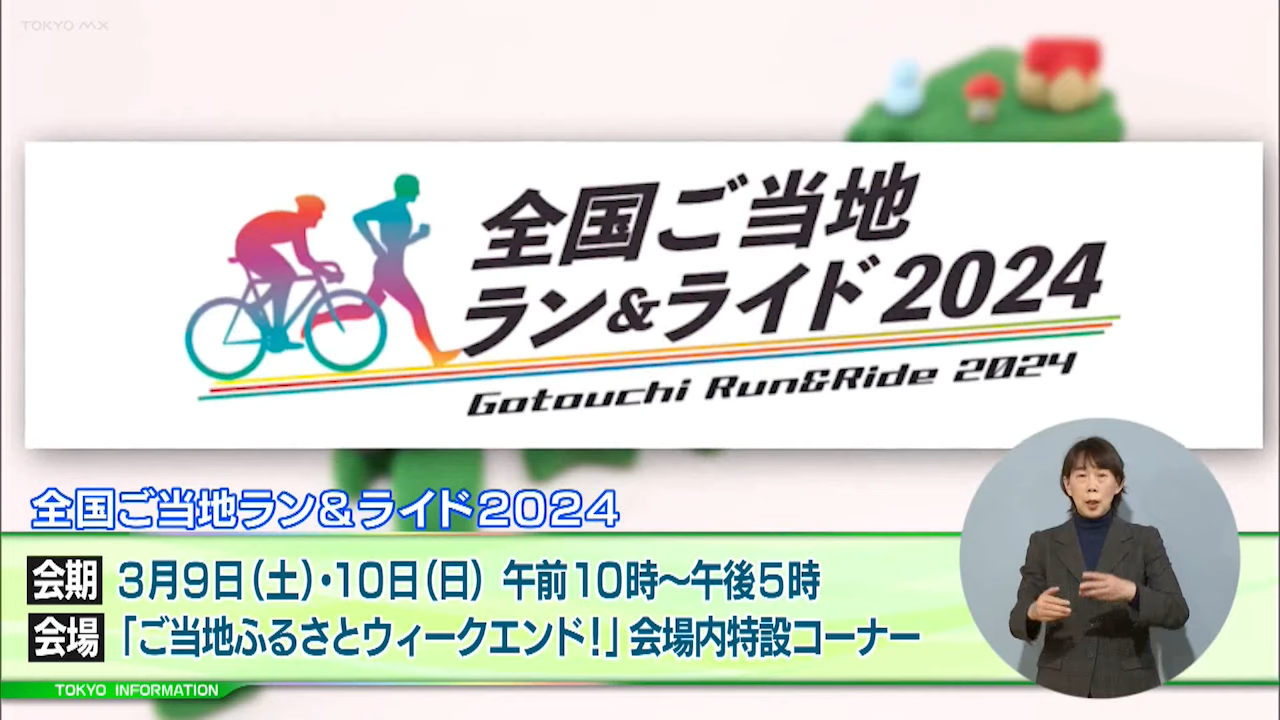 TOKYO MX
全国ご当地
ラン&ライド2024
Gotouchi Run&Ride 2024
全国ご当地ラン&ライド2024
会期 3月9日(土)・10日(日) 午前10時~午後5時
会場 「ご当地ふるさとウィークエンド!」会場内特設コーナー
TOKYO INFORMATION